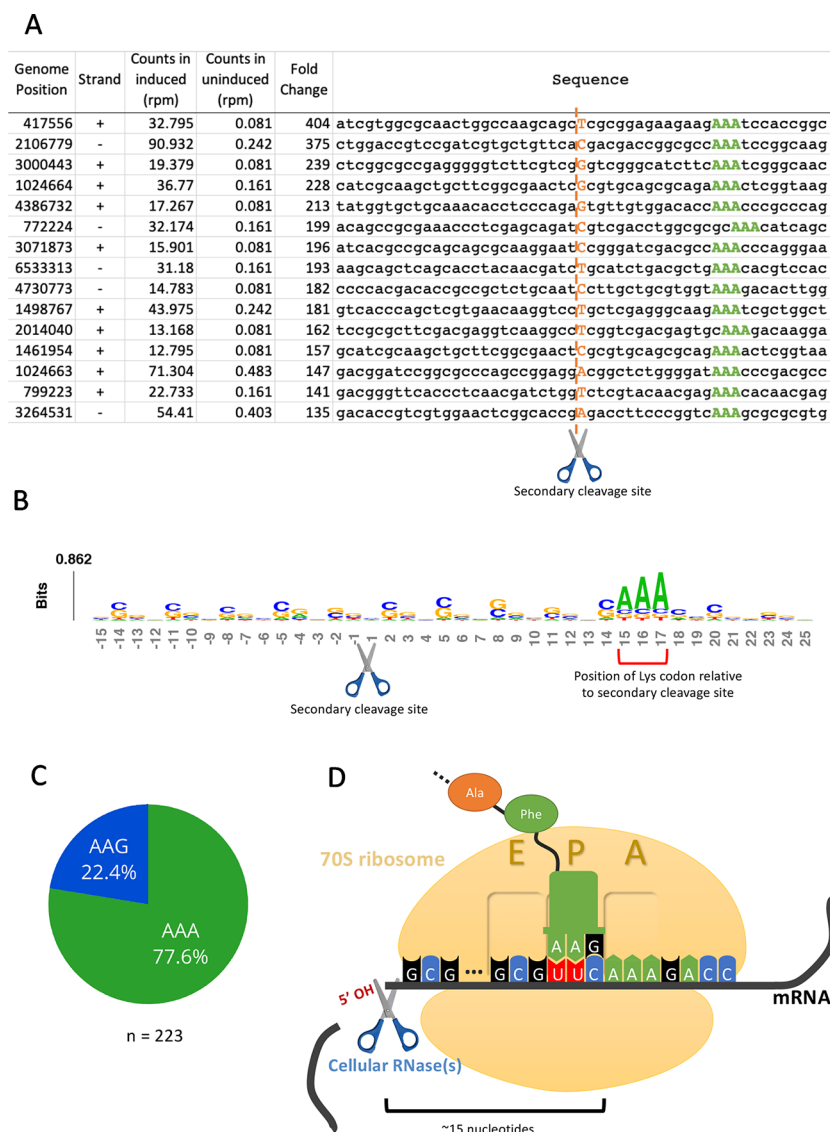 A
Genome Position Strand Counts in induced (rpm) Counts in uninduced (rpm) Fold Change Sequence
417556 + 32.795 0.081 404 atcgtggcgcaactggccaagcagcTcgcggagaagaagAAAtccaccggc
2106779 - 90.932 0.242 375 ctggaccgtccgatcgtgctgttcaCgacgaccggcgccAAAtccggcaag
3000443 + 19.379 0.081 239 ctcggcgccgagggggtcttcgtcgGgtcgggcatcttcAAAtcgggcaac
1024664 + 36.77 0.161 228 catcgcaagctgcttcggcgaactcGcgtgcagcgcagaAAActcggtaag
4386732 + 17.267 0.081 213 tatggtgctgcaaacacctcccagaGtgttgtggacaccAAAcccgcccag
772224 - 32.174 0.161 199 acagccgcgaaaccctcgagcagatCgtcgacctggcgcgcAAAcatcagc
3071873 + 15.901 0.081 196 atcacgccgcagcagcgcaaggaatCcgggatcgacgccAAAcccagggaa
6533313 - 31.18 0.161 193 aagcagctcagcacctacaacgatcTgcatctgacgctgAAAcacgtccac
4730773 - 14.783 0.081 182 ccccacgacaccgccgctctgcaatCcttgctgcgtggtAAAgacacttgg
1498767 + 43.975 0.242 181 gtcacccagctcgtgaacaaggtccTgctcgagggcaagAAAtcgctggct
2014040 + 13.168 0.081 162 tccgcgcttcgacgaggtcaaggccTcggtcgacgagtgcAAAgacaagga
1461954 + 12.795 0.081 157 gcatcgcaagctgcttcggcgaactCgcgtgcagcgcagAAAactcggtaa
1024663 + 71.304 0.483 147 gacggatccggcgcccagccggaggAcggctctggggatAAAcccgacgcc
799223 + 22.733 0.161 141 gacgggttcaccctcaacgatctggTctcgtacaacgagAAAcacaacgag
3264531 - 54.41 0.403 135 gacaccgtcgtggaactcggcaccgAgaccttcccggtcAAAgcgcgcgtg
Secondary cleavage site
B
0.862
Bits
-15 -14 -13 -12 -11 -10 -9 -8 -7 -6 -5 -4 -3 -2 -1 1 2 3 4 5 6 7 8 9 10 11 12 13 14 15 16 17 18 19 20 21 22 23 24 25
Secondary cleavage site
Position of Lys codon relative
to secondary cleavage site
C
AAG
22.4%
AAA
77.6%
n = 223
D
Ala
Phe
70S ribosome
E P A
A A G
G C G ... G C G U U C A A A G A C C
5' OH
mRNA
Cellular RNase(s)
~15 nucleotides